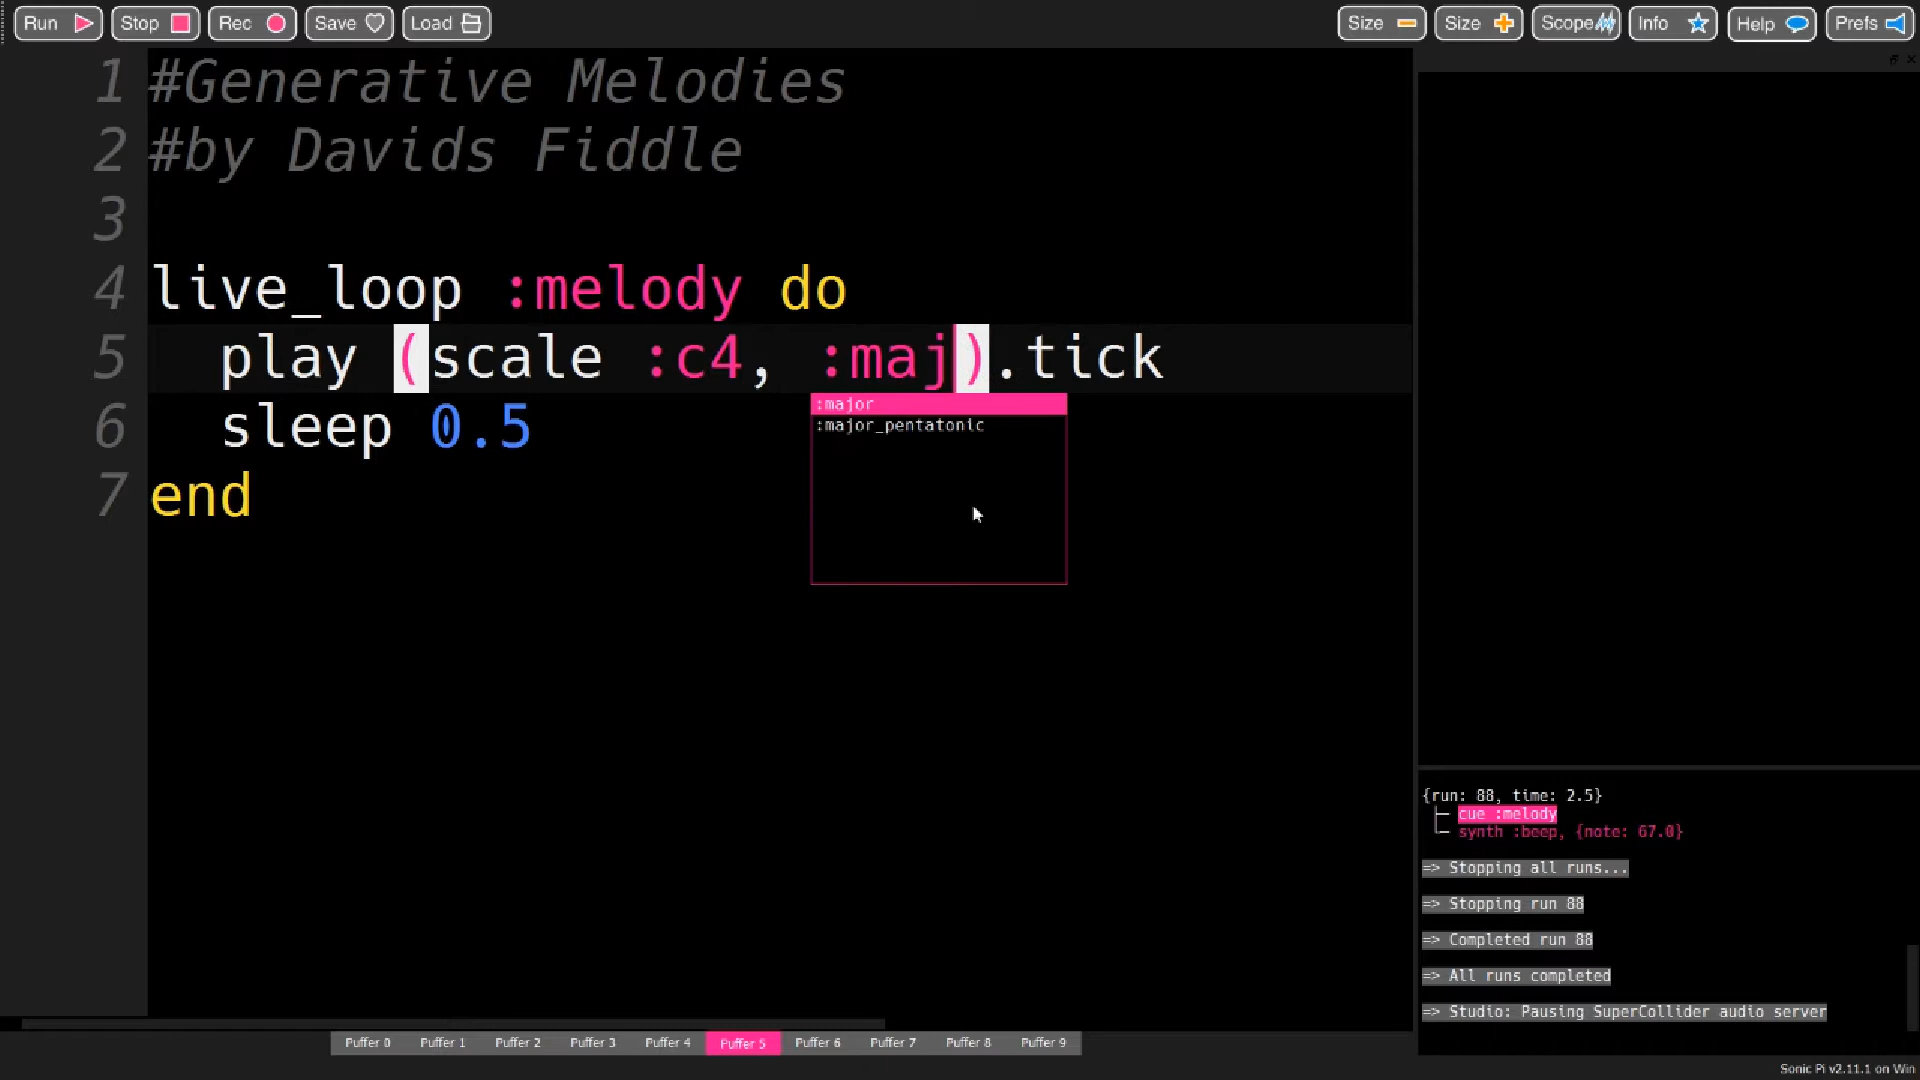 Run Stop Rec Save Load Size Size Scope Info Help Prefs
1 #Generative Melodies
2 #by Davids Fiddle
3
4 live_loop :melody do
5 play (scale :c4, :maj).tick
:major
6 sleep 0.5
:major_pentatonic
7 end
{run: 88, time: 2.5}
cue :melody
synth :beep, {note: 67.0}
=> Stopping all runs...
=> Stopping run 88
=> Completed run 88
=> All runs completed
=> Studio: Pausing SuperCollider audio server
Puffer 0 Puffer 1 Puffer 2 Puffer 3 Puffer 4 Puffer 5 Puffer 6 Puffer 7 Puffer 8 Puffer 9
Sonic Pi v2.11.1 on Win